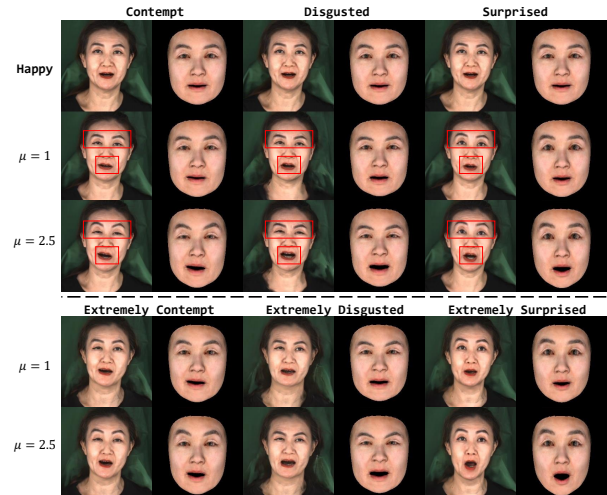 Contempt Disgusted Surprised
Happy
μ = 1
μ = 2.5
Extremely Contempt Extremely Disgusted Extremely Surprised
μ = 1
μ = 2.5